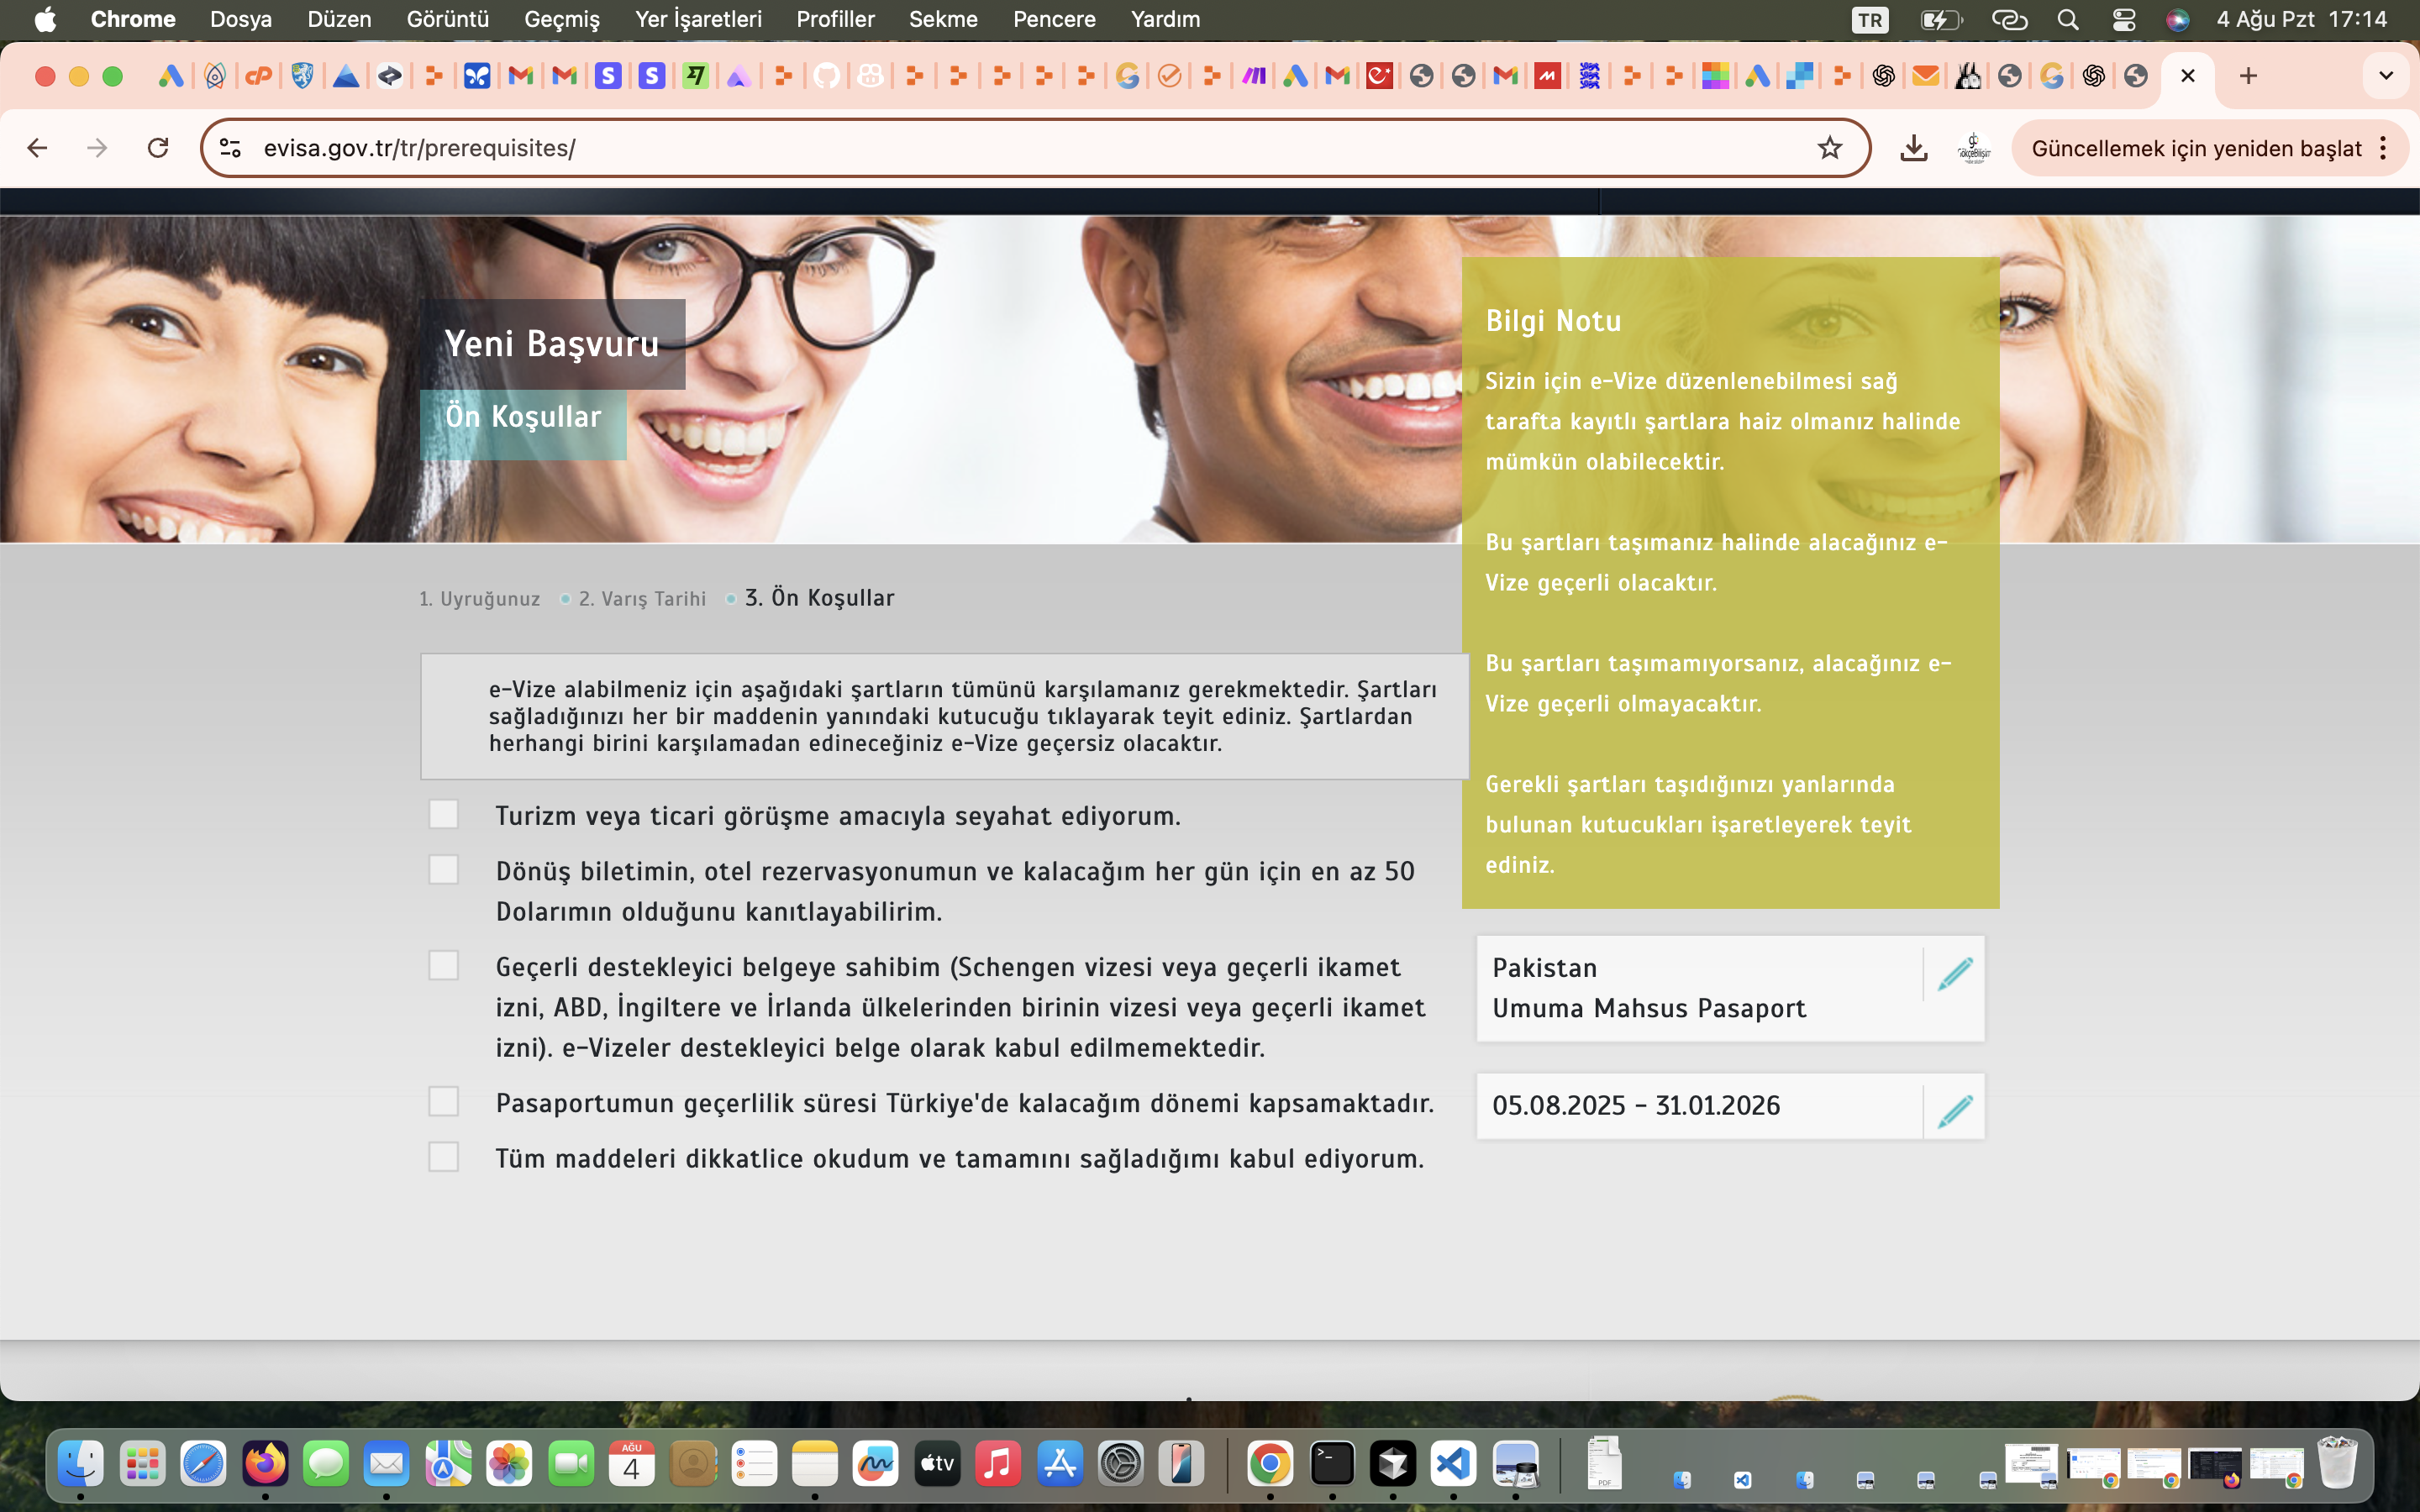 Chrome Dosya Düzen Görüntü Geçmiş Yer İşaretleri Profiller Sekme Pencere Yardım TR 4 Ağu Pzt 17:14
evisa.gov.tr/tr/prerequisites/
Güncellemek için yeniden başlat
Yeni Başvuru
Ön Koşullar
1. Uyruğunuz 2. Varış Tarihi 3. Ön Koşullar
e-Vize alabilmeniz için aşağıdaki şartların tümünü karşılamanız gerekmektedir. Şartları
sağladığınızı her bir maddenin yanındaki kutucuğu tıklayarak teyit ediniz. Şartlardan
herhangi birini karşılamadan edineceğiniz e-Vize geçersiz olacaktır.
Turizm veya ticari görüşme amacıyla seyahat ediyorum.
Dönüş biletimin, otel rezervasyonumun ve kalacağım her gün için en az 50
Dolarımın olduğunu kanıtlayabilirim.
Geçerli destekleyici belgeye sahibim (Schengen vizesi veya geçerli ikamet
izni, ABD, İngiltere ve İrlanda ülkelerinden birinin vizesi veya geçerli ikamet
izni). e-Vizeler destekleyici belge olarak kabul edilmemektedir.
Pasaportumun geçerlilik süresi Türkiye'de kalacağım dönemi kapsamaktadır.
Tüm maddeleri dikkatlice okudum ve tamamını sağladığımı kabul ediyorum.
Bilgi Notu
Sizin için e-Vize düzenlenebilmesi sağ
tarafta kayıtlı şartlara haiz olmanız halinde
mümkün olabilecektir.
Bu şartları taşımanız halinde alacağınız e-
Vize geçerli olacaktır.
Bu şartları taşımamıyorsanız, alacağınız e-
Vize geçerli olmayacaktır.
Gerekli şartları taşıdığınızı yanlarında
bulunan kutucukları işaretleyerek teyit
ediniz.
Pakistan
Umuma Mahsus Pasaport
05.08.2025 - 31.01.2026
AĞU
4
tv
PDF